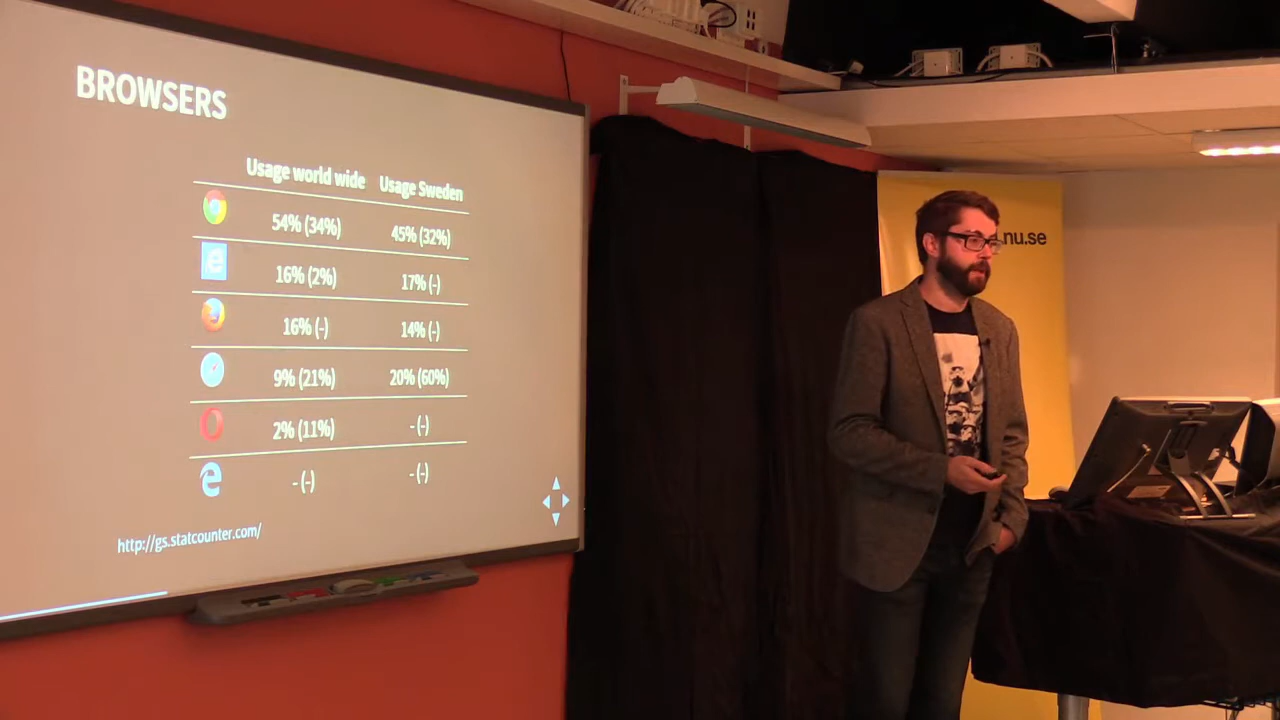 BROWSERS
Usage world wide Usage Sweden
54% (34%) 45% (32%)
16% (2%) 17% (-)
16% (-) 14% (-)
9% (21%) 20% (60%)
2% (11%) - (-)
- (-) - (-)
http://gs.statcounter.com/
.nu.se